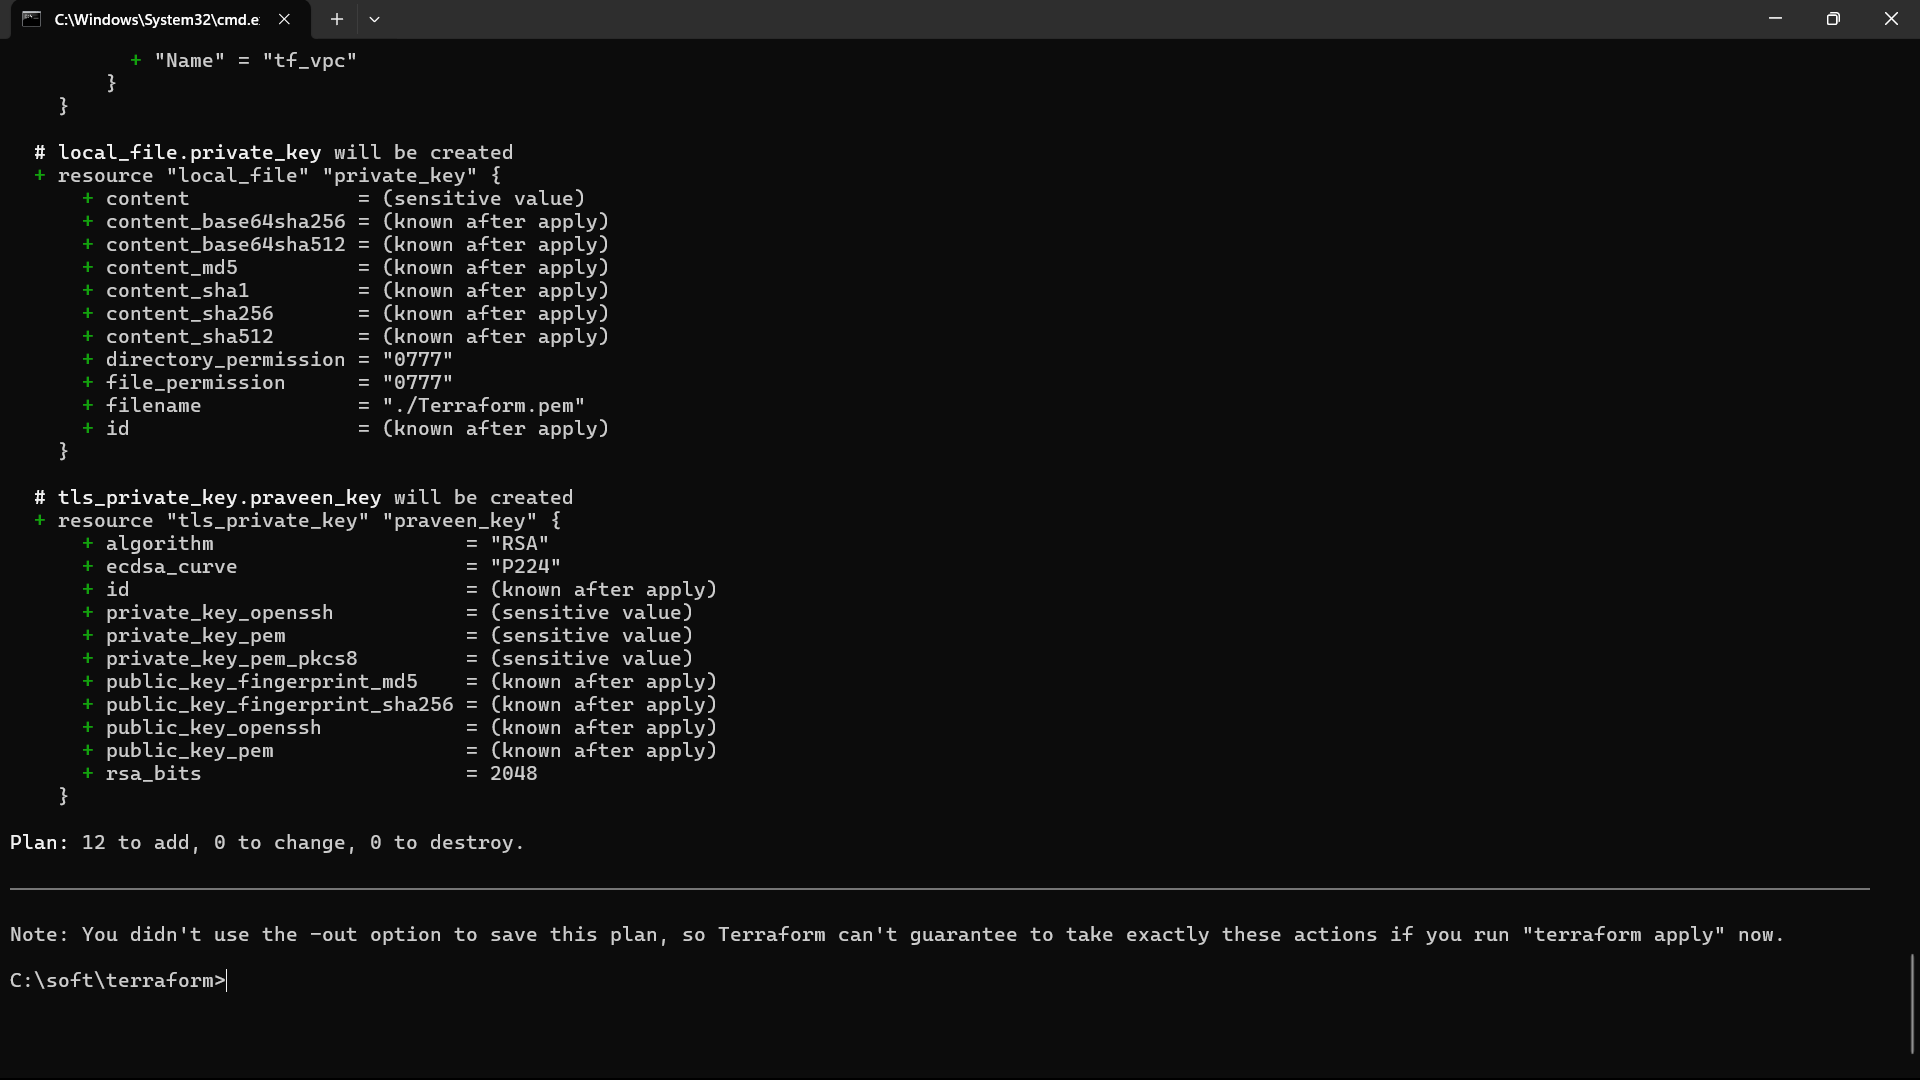 C:\Windows\System32\cmd.e
+ "Name" = "tf_vpc"
}
}
# local_file.private_key will be created
+ resource "local_file" "private_key" {
+ content = (sensitive value)
+ content_base64sha256 = (known after apply)
+ content_base64sha512 = (known after apply)
+ content_md5 = (known after apply)
+ content_sha1 = (known after apply)
+ content_sha256 = (known after apply)
+ content_sha512 = (known after apply)
+ directory_permission = "0777"
+ file_permission = "0777"
+ filename = "./Terraform.pem"
+ id = (known after apply)
}
# tls_private_key.praveen_key will be created
+ resource "tls_private_key" "praveen_key" {
+ algorithm = "RSA"
+ ecdsa_curve = "P224"
+ id = (known after apply)
+ private_key_openssh = (sensitive value)
+ private_key_pem = (sensitive value)
+ private_key_pem_pkcs8 = (sensitive value)
+ public_key_fingerprint_md5 = (known after apply)
+ public_key_fingerprint_sha256 = (known after apply)
+ public_key_openssh = (known after apply)
+ public_key_pem = (known after apply)
+ rsa_bits = 2048
}
Plan: 12 to add, 0 to change, 0 to destroy.
Note: You didn't use the -out option to save this plan, so Terraform can't guarantee to take exactly these actions if you run "terraform apply" now.
C:\soft\terraform>